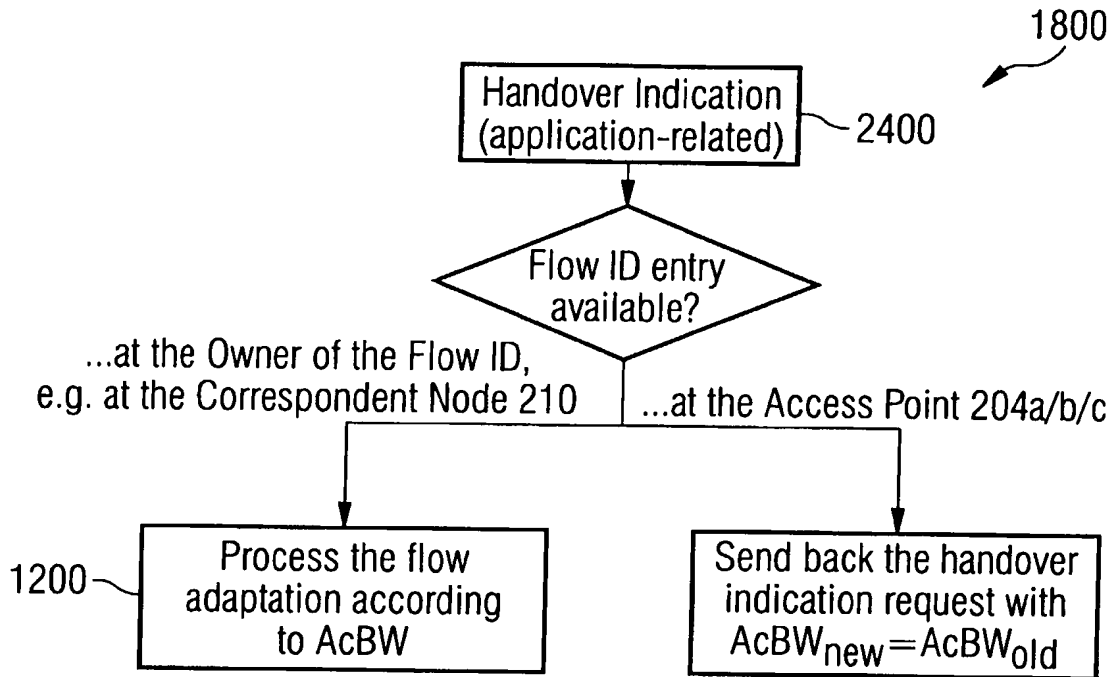 1800
Handover Indication
(application-related)
2400
Flow ID entry
available?
...at the Owner of the Flow ID,
e.g. at the Correspondent Node 210
...at the Access Point 204a/b/c
1200
Process the flow
adaptation according
to AcBW
Send back the handover
indication request with
AcBWnew=AcBWold